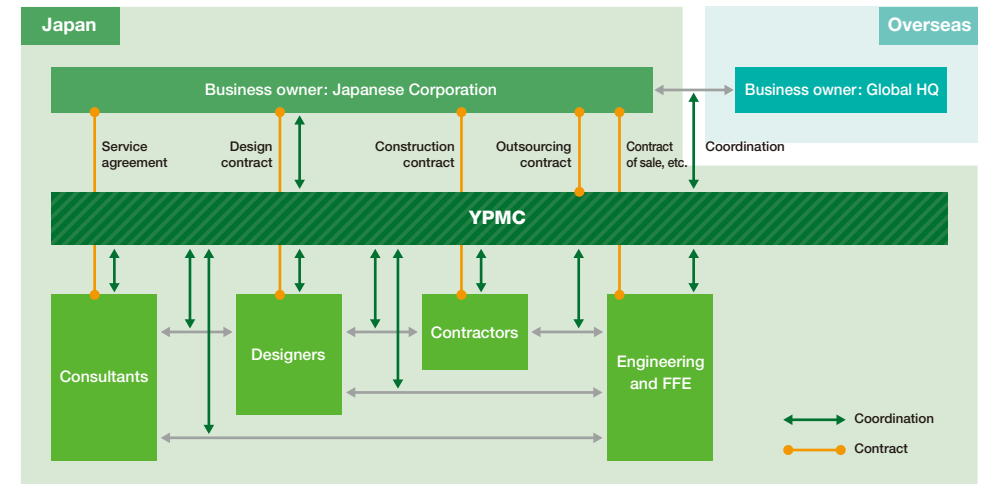 Japan
Overseas
Business owner: Japanese Corporation
Business owner: Global HQ
Service
agreement
Design
contract
Construction
contract
Outsourcing
contract
Contract
of sale, etc.
Coordination
YPMC
Consultants
Designers
Contractors
Engineering
and FFE
Coordination
Contract